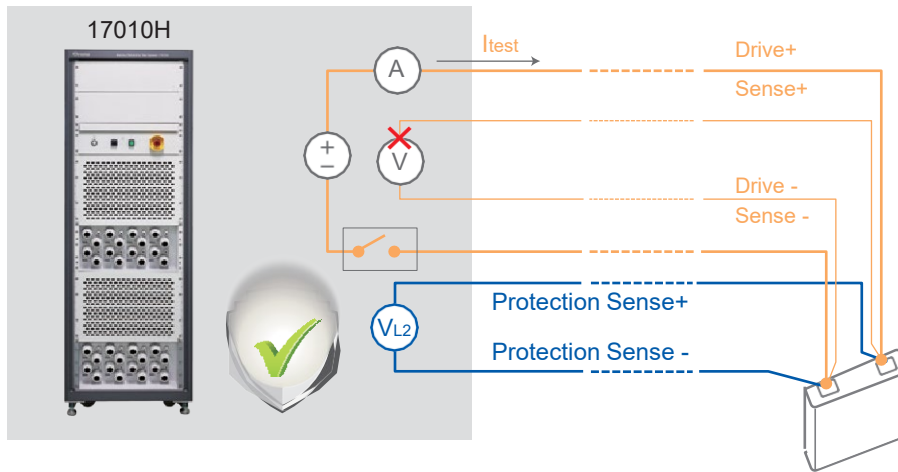 17010H
Itest
A
Drive+
Sense+
+
−
V
Drive -
Sense -
Protection Sense+
VL2
Protection Sense -